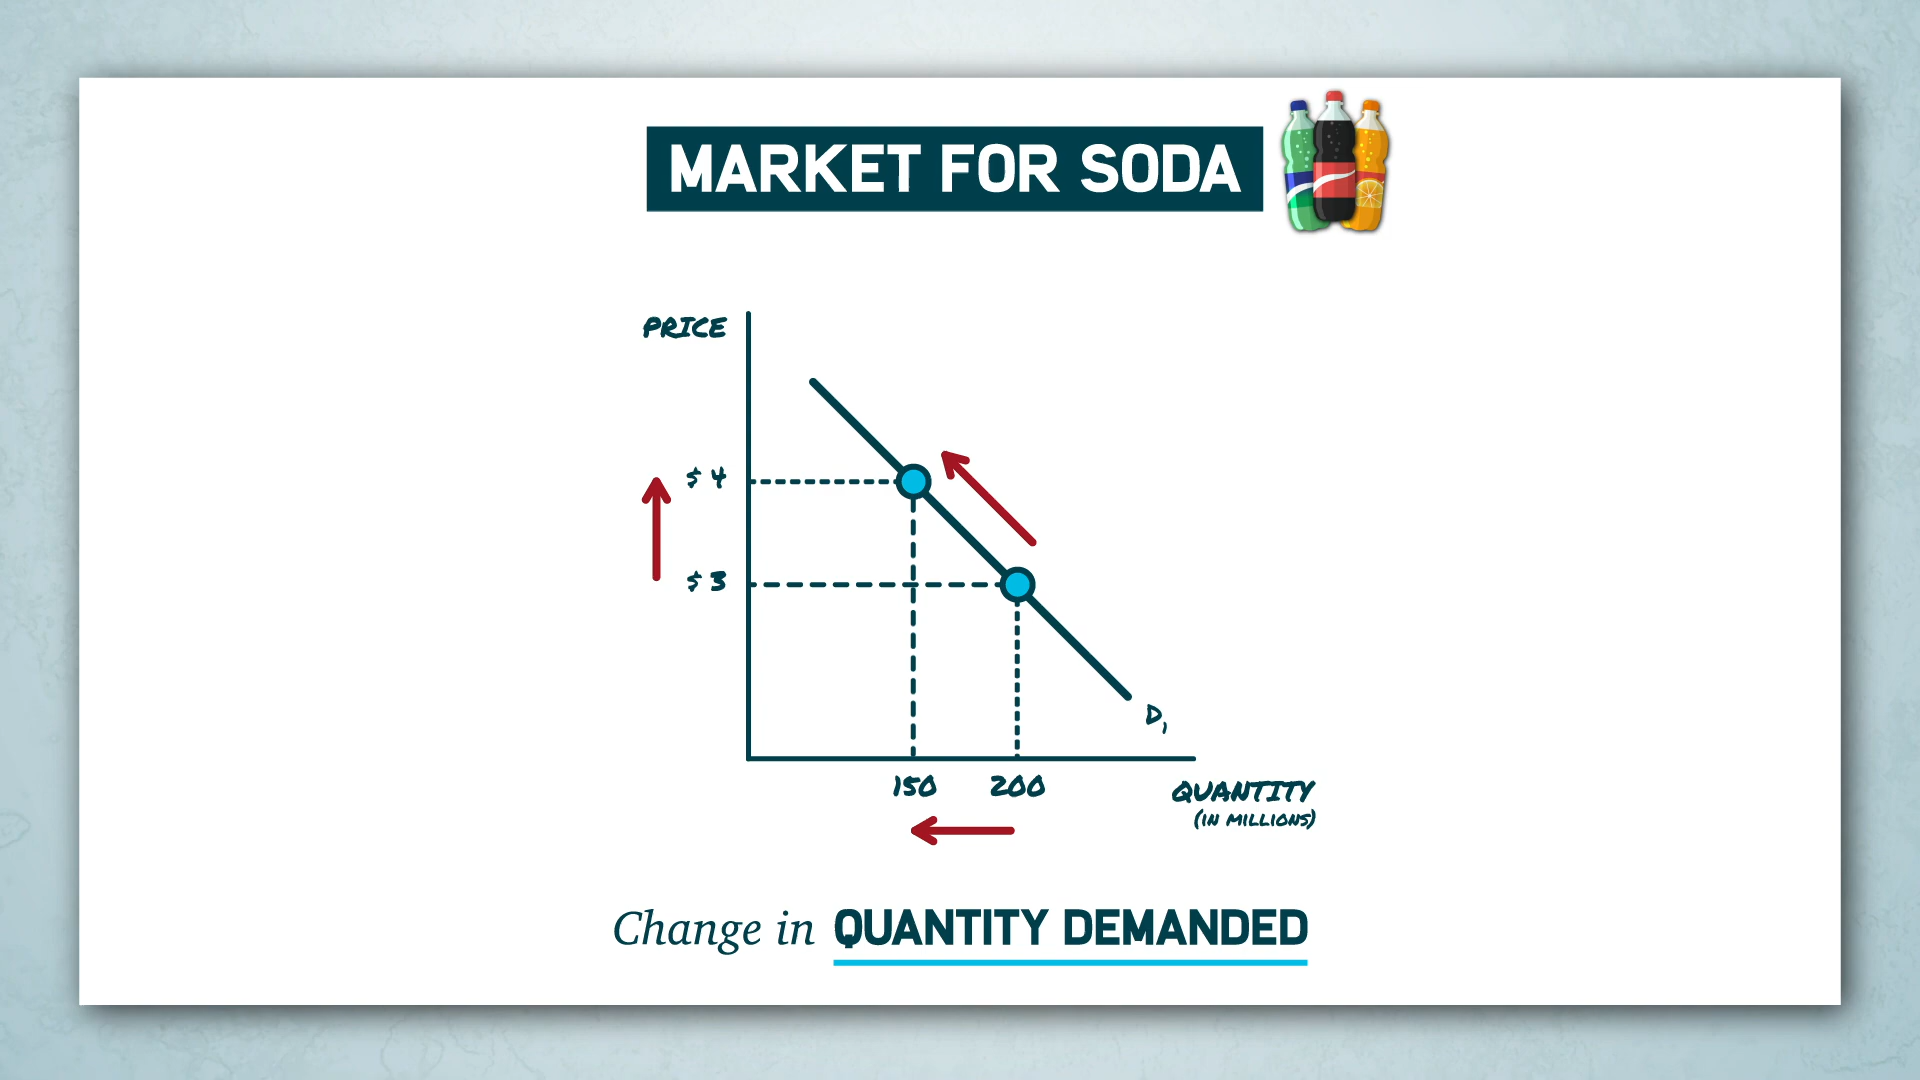 MARKET FOR SODA
PRICE
$ 4
$ 3
D₁
150 200
QUANTITY
(IN MILLIONS)
Change in QUANTITY DEMANDED